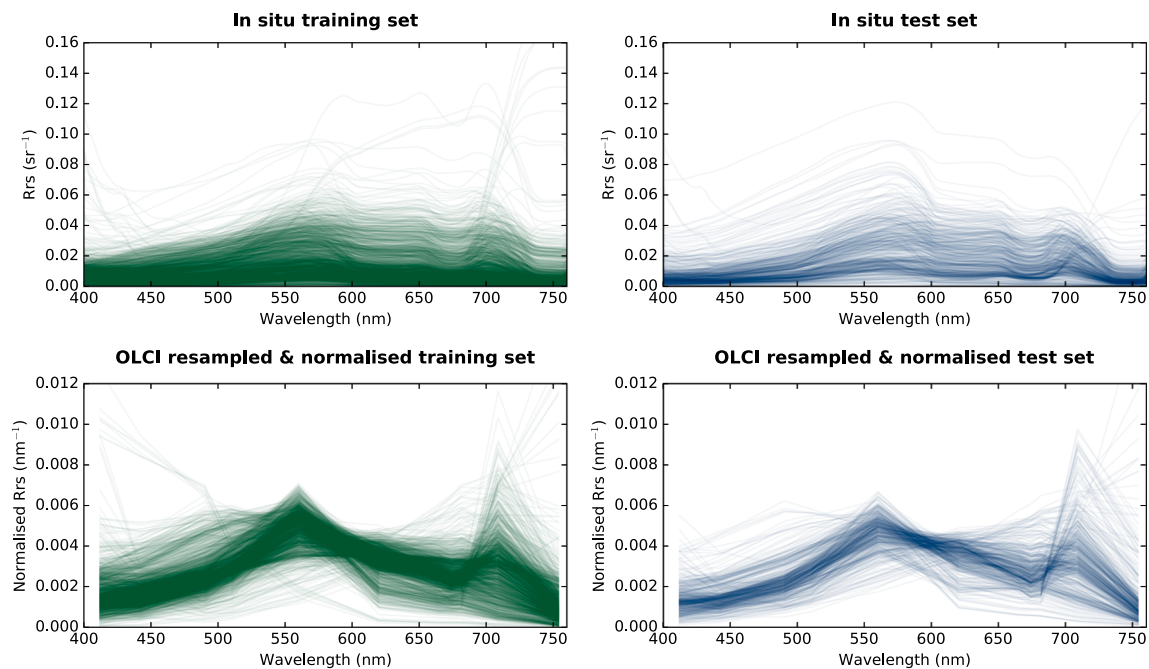 In situ training set
In situ test set
0.16
0.14
0.12
0.10
0.08
0.06
0.04
0.02
0.00
Rrs (sr⁻¹)
400 450 500 550 600 650 700 750
Wavelength (nm)
0.16
0.14
0.12
0.10
0.08
0.06
0.04
0.02
0.00
Rrs (sr⁻¹)
400 450 500 550 600 650 700 750
Wavelength (nm)
OLCI resampled & normalised training set
OLCI resampled & normalised test set
0.012
0.010
0.008
0.006
0.004
0.002
0.000
Normalised Rrs (nm⁻¹)
400 450 500 550 600 650 700 750
Wavelength (nm)
0.012
0.010
0.008
0.006
0.004
0.002
0.000
Normalised Rrs (nm⁻¹)
400 450 500 550 600 650 700 750
Wavelength (nm)